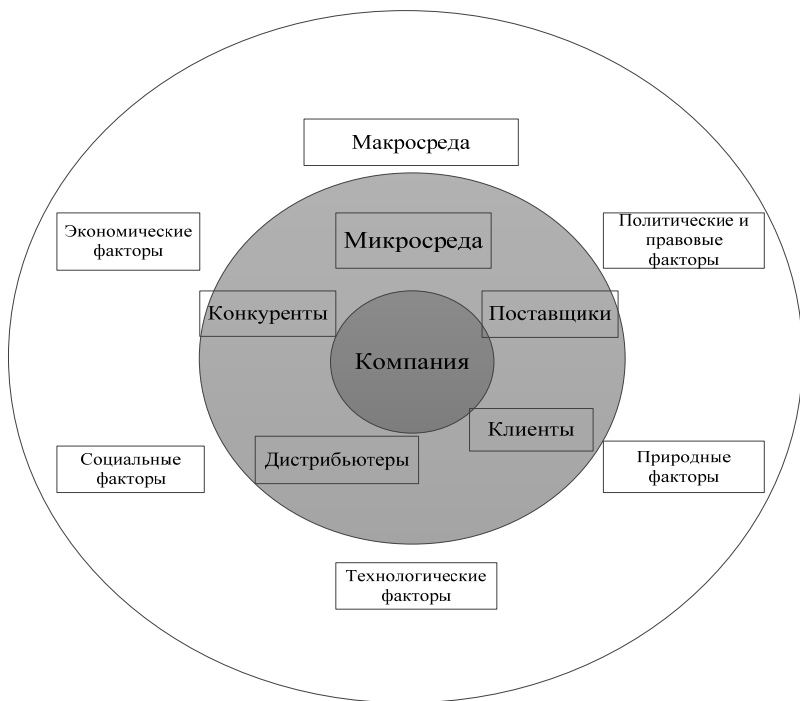 Макросреда
Экономические
факторы
Микросреда
Политические и
правовые
факторы
Конкуренты
Поставщики
Компания
Дистрибьютеры
Клиенты
Социальные
факторы
Природные
факторы
Технологические
факторы